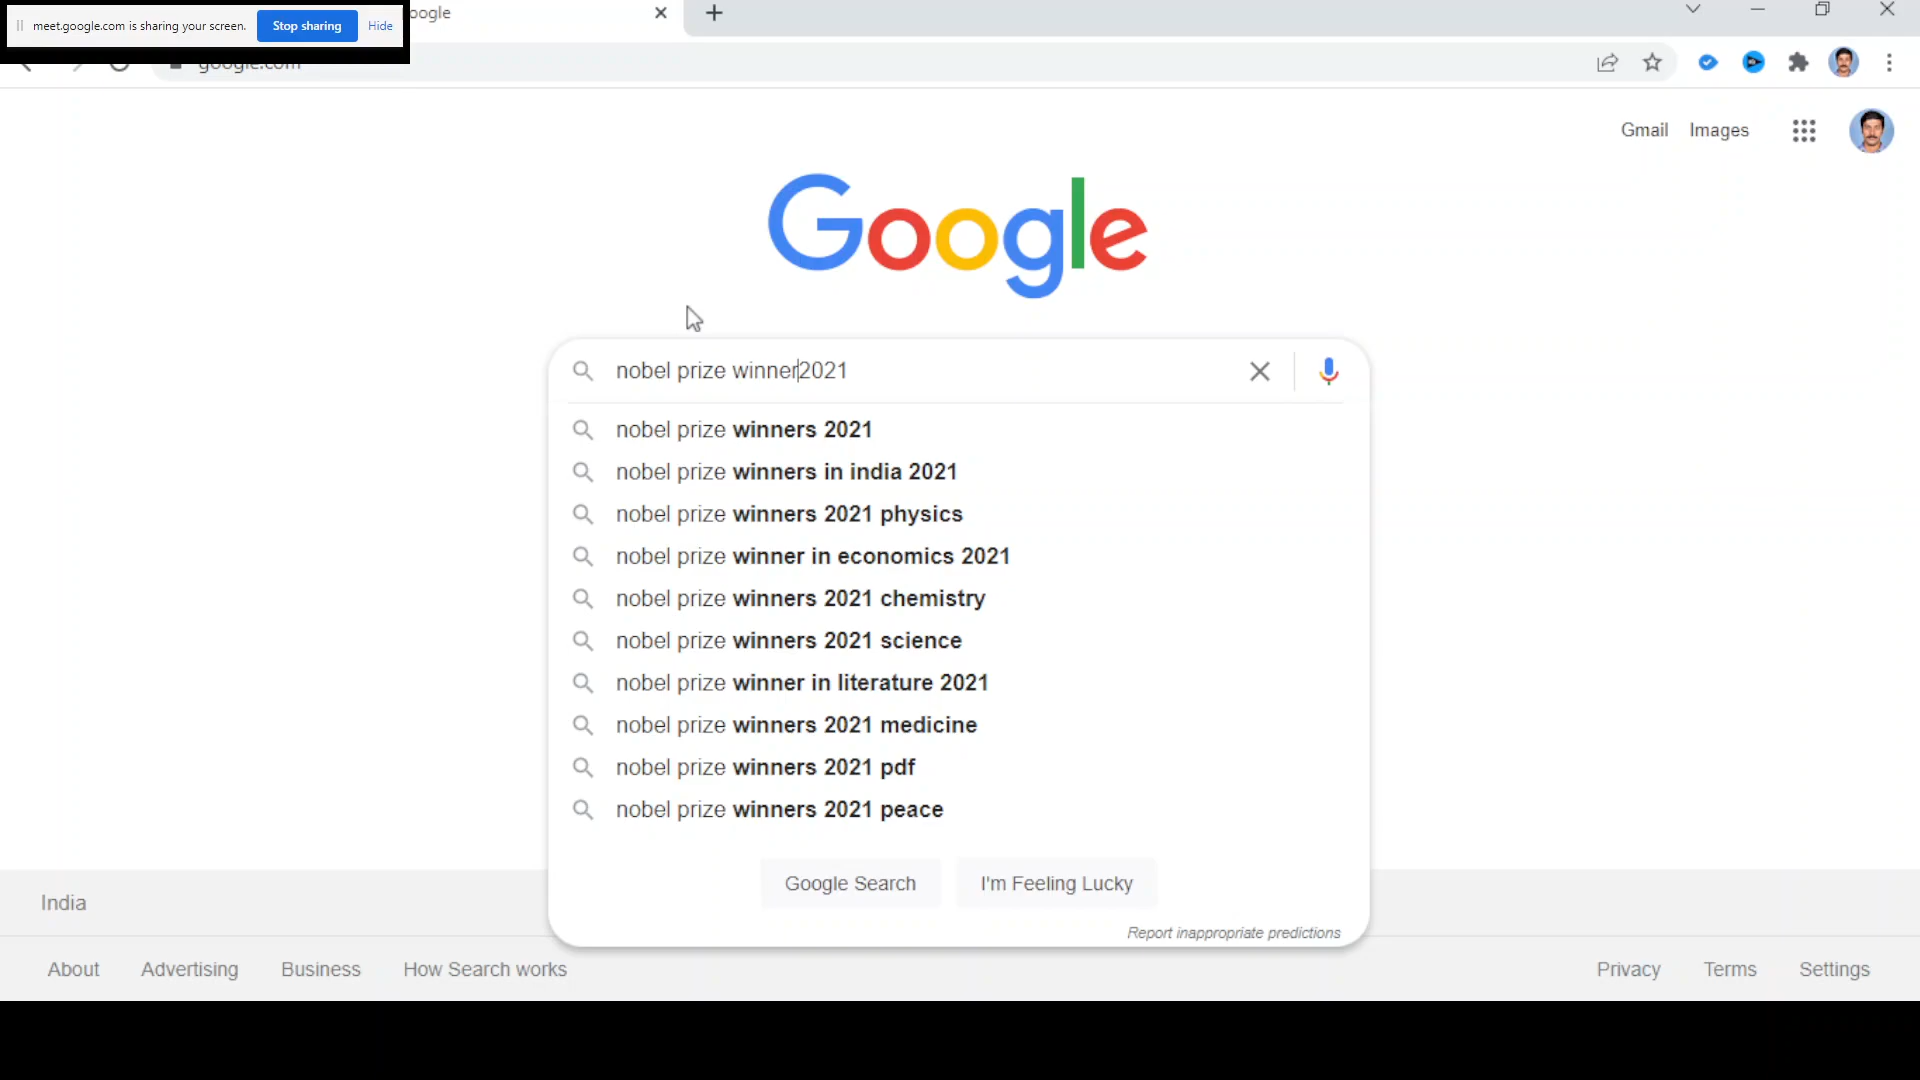 meet.google.com is sharing your screen. Stop sharing Hide
oogle
google.com
Gmail Images
Google
nobel prize winner2021
nobel prize winners 2021
nobel prize winners in india 2021
nobel prize winners 2021 physics
nobel prize winner in economics 2021
nobel prize winners 2021 chemistry
nobel prize winners 2021 science
nobel prize winner in literature 2021
nobel prize winners 2021 medicine
nobel prize winners 2021 pdf
nobel prize winners 2021 peace
Google Search I'm Feeling Lucky
Report inappropriate predictions
India
About Advertising Business How Search works Privacy Terms Settings